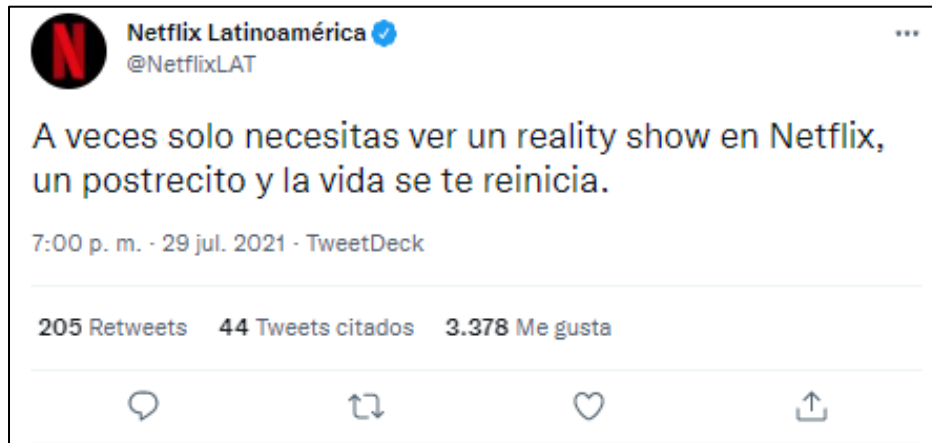 Netflix Latinoamérica
@NetflixLAT
A veces solo necesitas ver un reality show en Netflix,
un postrecito y la vida se te reinicia.
7:00 p. m. · 29 jul. 2021 · TweetDeck
205 Retweets 44 Tweets citados 3.378 Me gusta